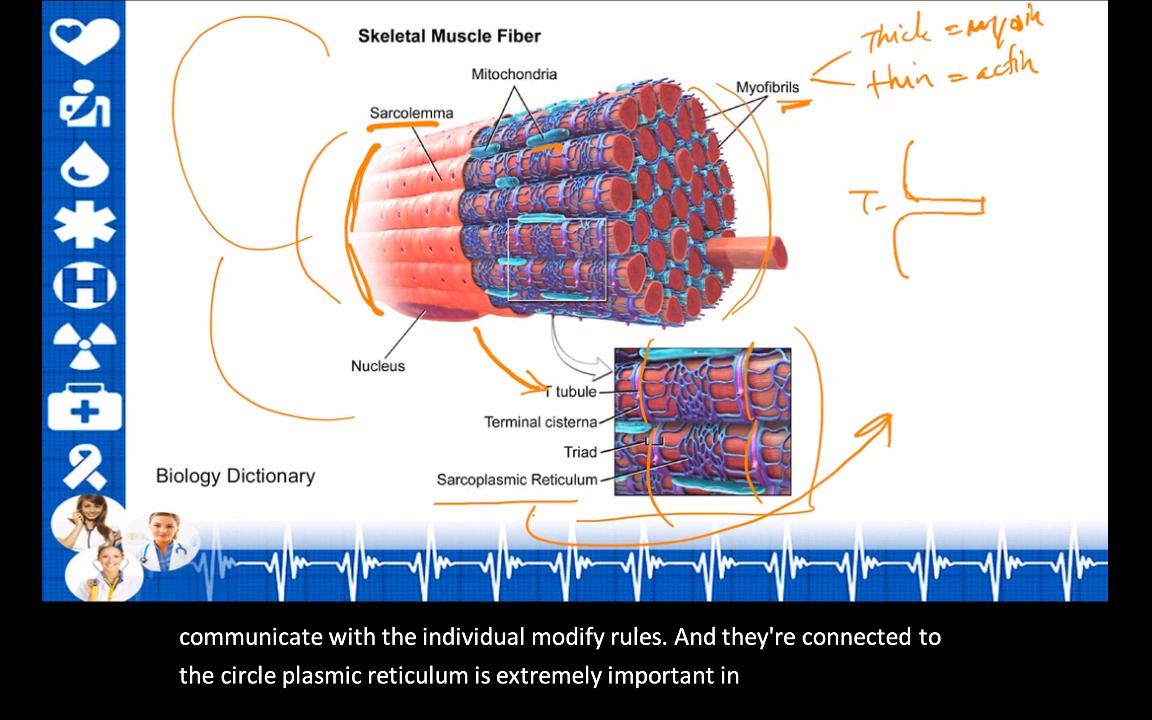 Skeletal Muscle Fiber
Thick = myosin
thin = actin
Mitochondria
Myofibrils
Sarcolemma
T =
Nucleus
T tubule
Terminal cisterna
Triad
Sarcoplasmic Reticulum
Biology Dictionary
H
communicate with the individual modify rules. And they're connected to
the circle plasmic reticulum is extremely important in